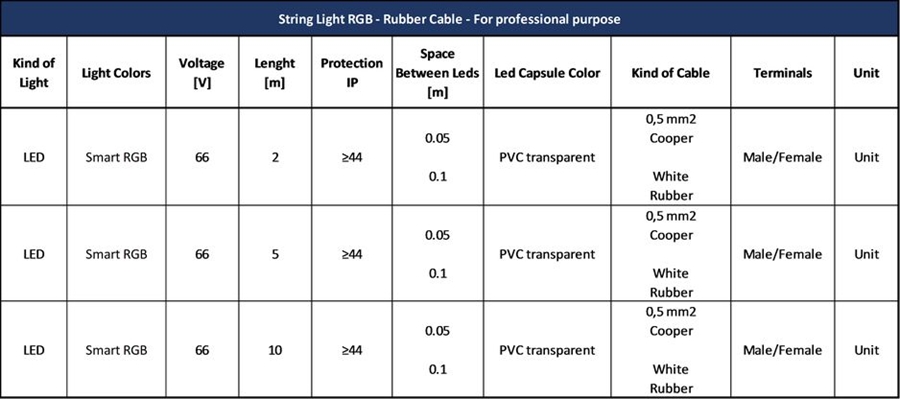 String Light RGB - Rubber Cable - For professional purpose
Kind of Light Light Colors Voltage [V] Lenght [m] Protection IP Space Between Leds [m] Led Capsule Color Kind of Cable Terminals Unit
LED Smart RGB 66 2 ≥44 0.05 0.1 PVC transparent 0,5 mm2 Cooper White Rubber Male/Female Unit
LED Smart RGB 66 5 ≥44 0.05 0.1 PVC transparent 0,5 mm2 Cooper White Rubber Male/Female Unit
LED Smart RGB 66 10 ≥44 0.05 0.1 PVC transparent 0,5 mm2 Cooper White Rubber Male/Female Unit